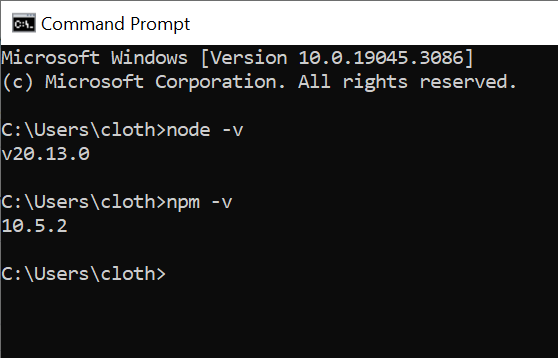 Command Prompt
Microsoft Windows [Version 10.0.19045.3086]
(c) Microsoft Corporation. All rights reserved.
C:\Users\cloth>node -v
v20.13.0
C:\Users\cloth>npm -v
10.5.2
C:\Users\cloth>